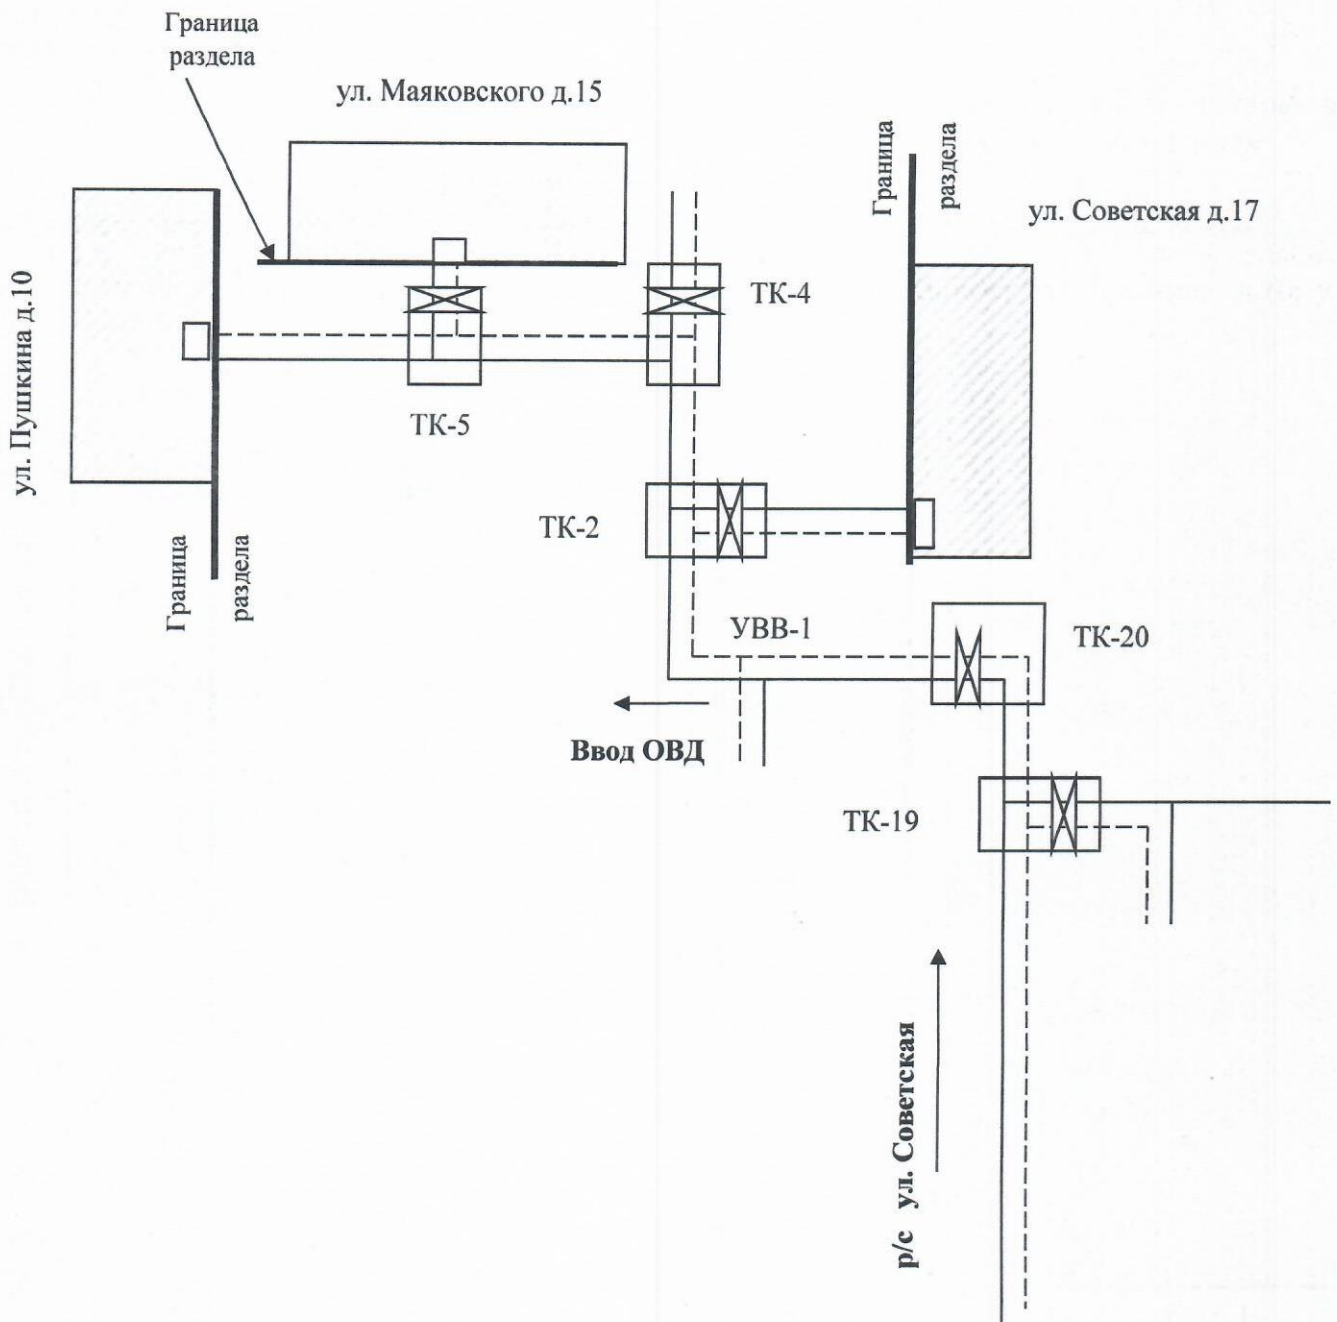 Граница
раздела
ул. Маяковского д.15
Граница
раздела
ул. Советская д.17
ул. Пушкина д.10
ТК-4
ТК-5
ТК-2
Граница
раздела
УВВ-1
ТК-20
Ввод ОВД
ТК-19
р/с ул. Советская